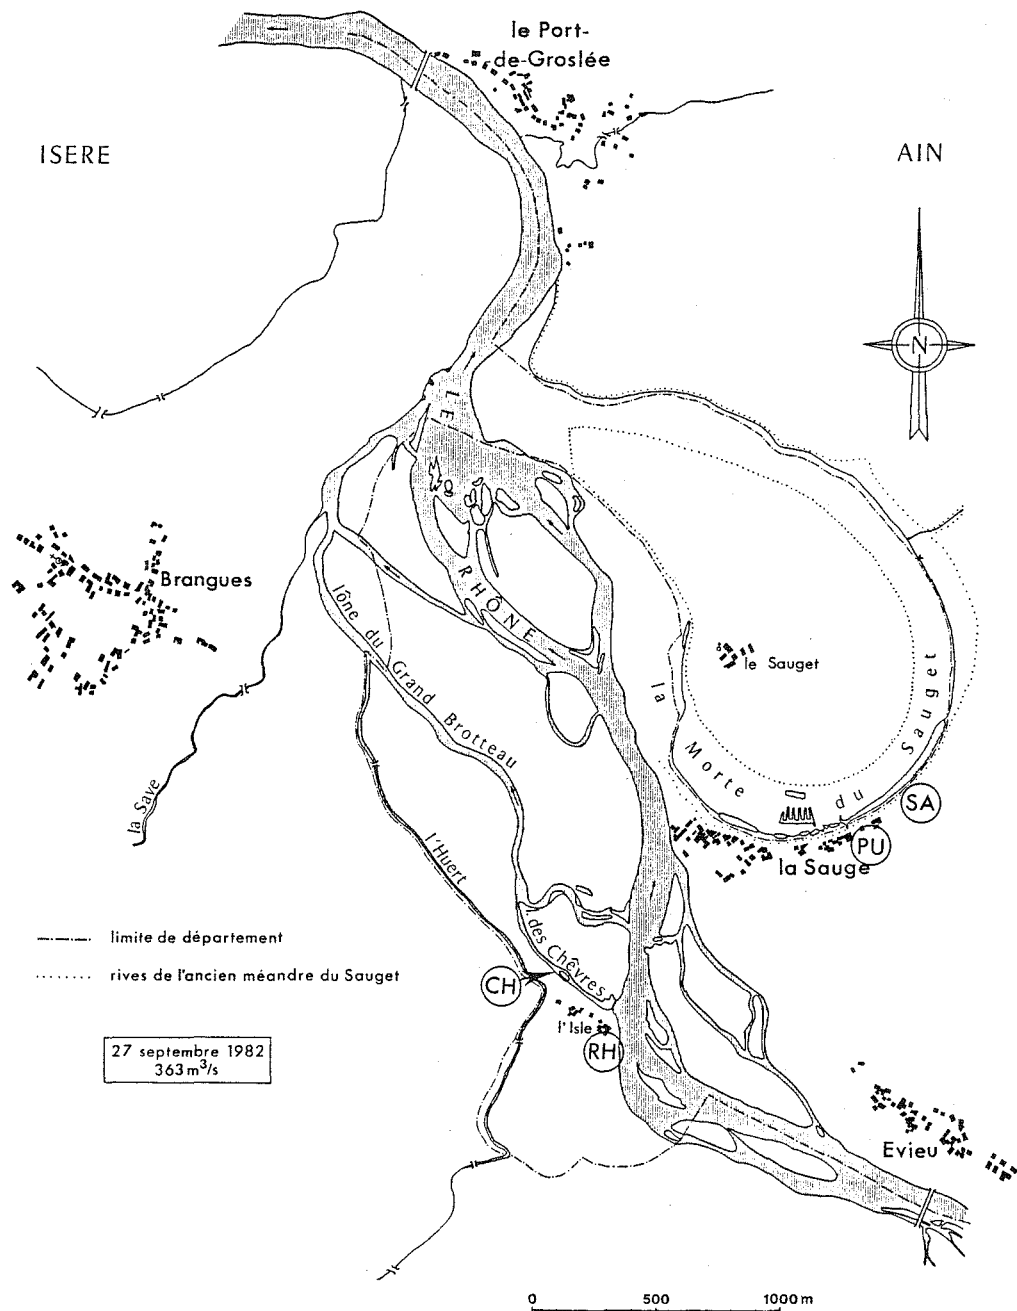 le Port-
de-Groslée
ISERE
AIN
N
LE
RHÔNE
Brangues
lône du Grand Brotteau
le Sauget
la Morte du Sauget
la Save
SA
PU
la Sauge
l'Huert
limite de département
rives de l'ancien méandre du Sauget
I des Chêvres
CH
l'Isle
RH
27 septembre 1982
363 m³/s
Evieu
0 500 1000 m